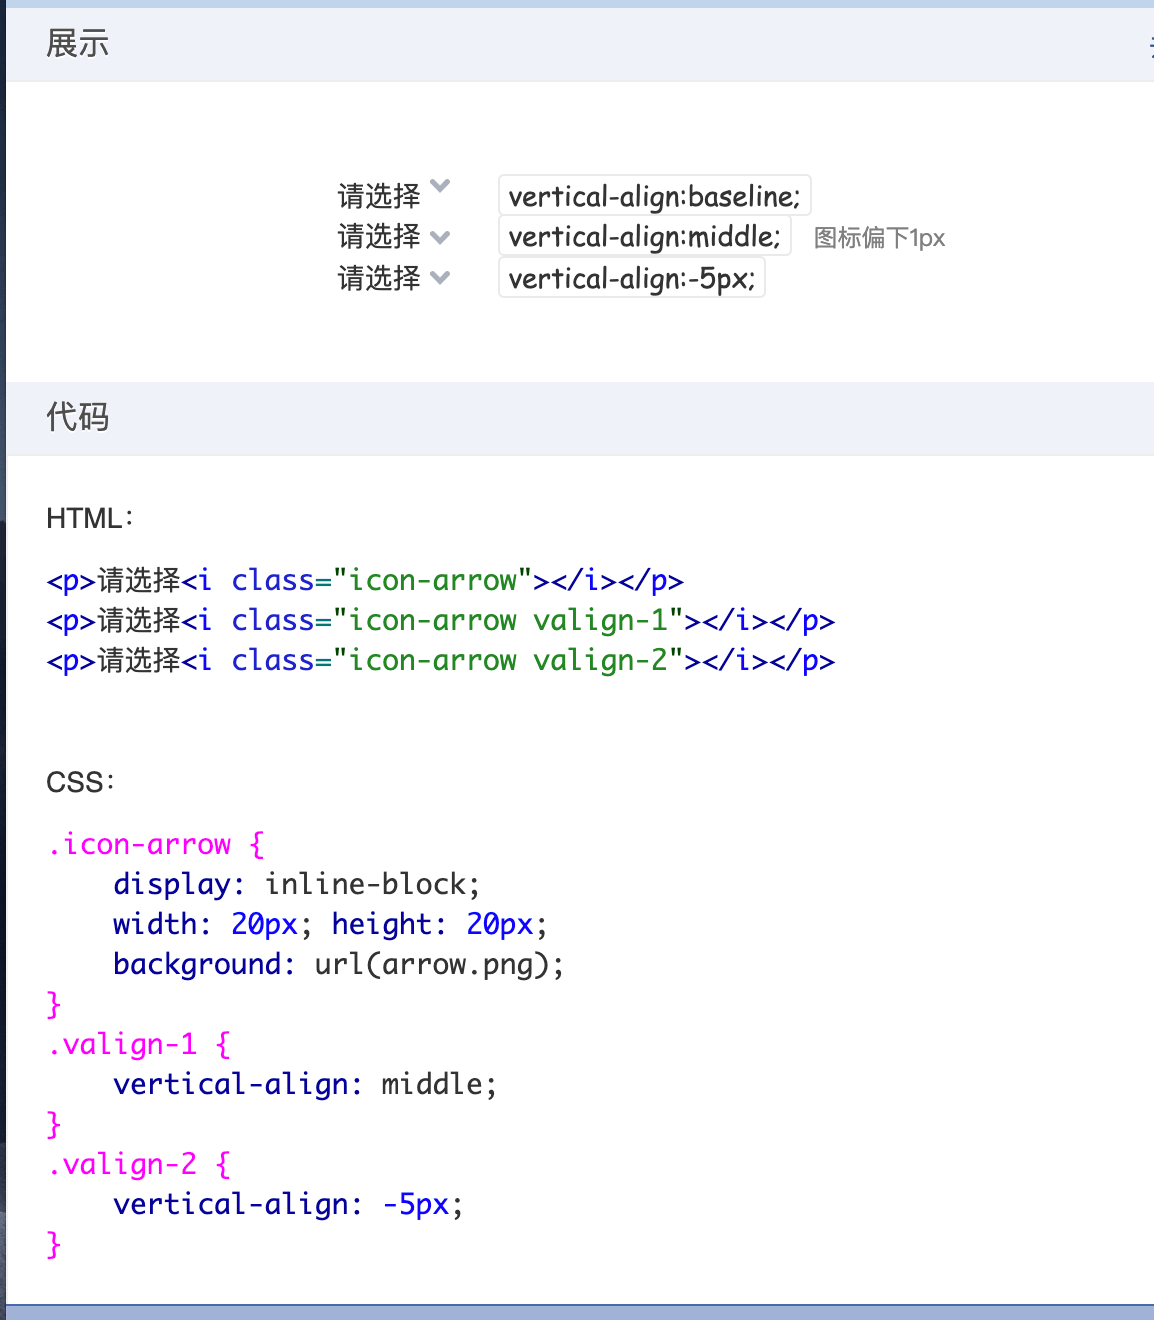 展示
请选择 vertical-align:baseline;
请选择 vertical-align:middle; 图标偏下1px
请选择 vertical-align:-5px;
代码
HTML：
<p>请选择<i class="icon-arrow"></i></p>
<p>请选择<i class="icon-arrow valign-1"></i></p>
<p>请选择<i class="icon-arrow valign-2"></i></p>
CSS：
.icon-arrow {
    display: inline-block;
    width: 20px; height: 20px;
    background: url(arrow.png);
}
.valign-1 {
    vertical-align: middle;
}
.valign-2 {
    vertical-align: -5px;
}